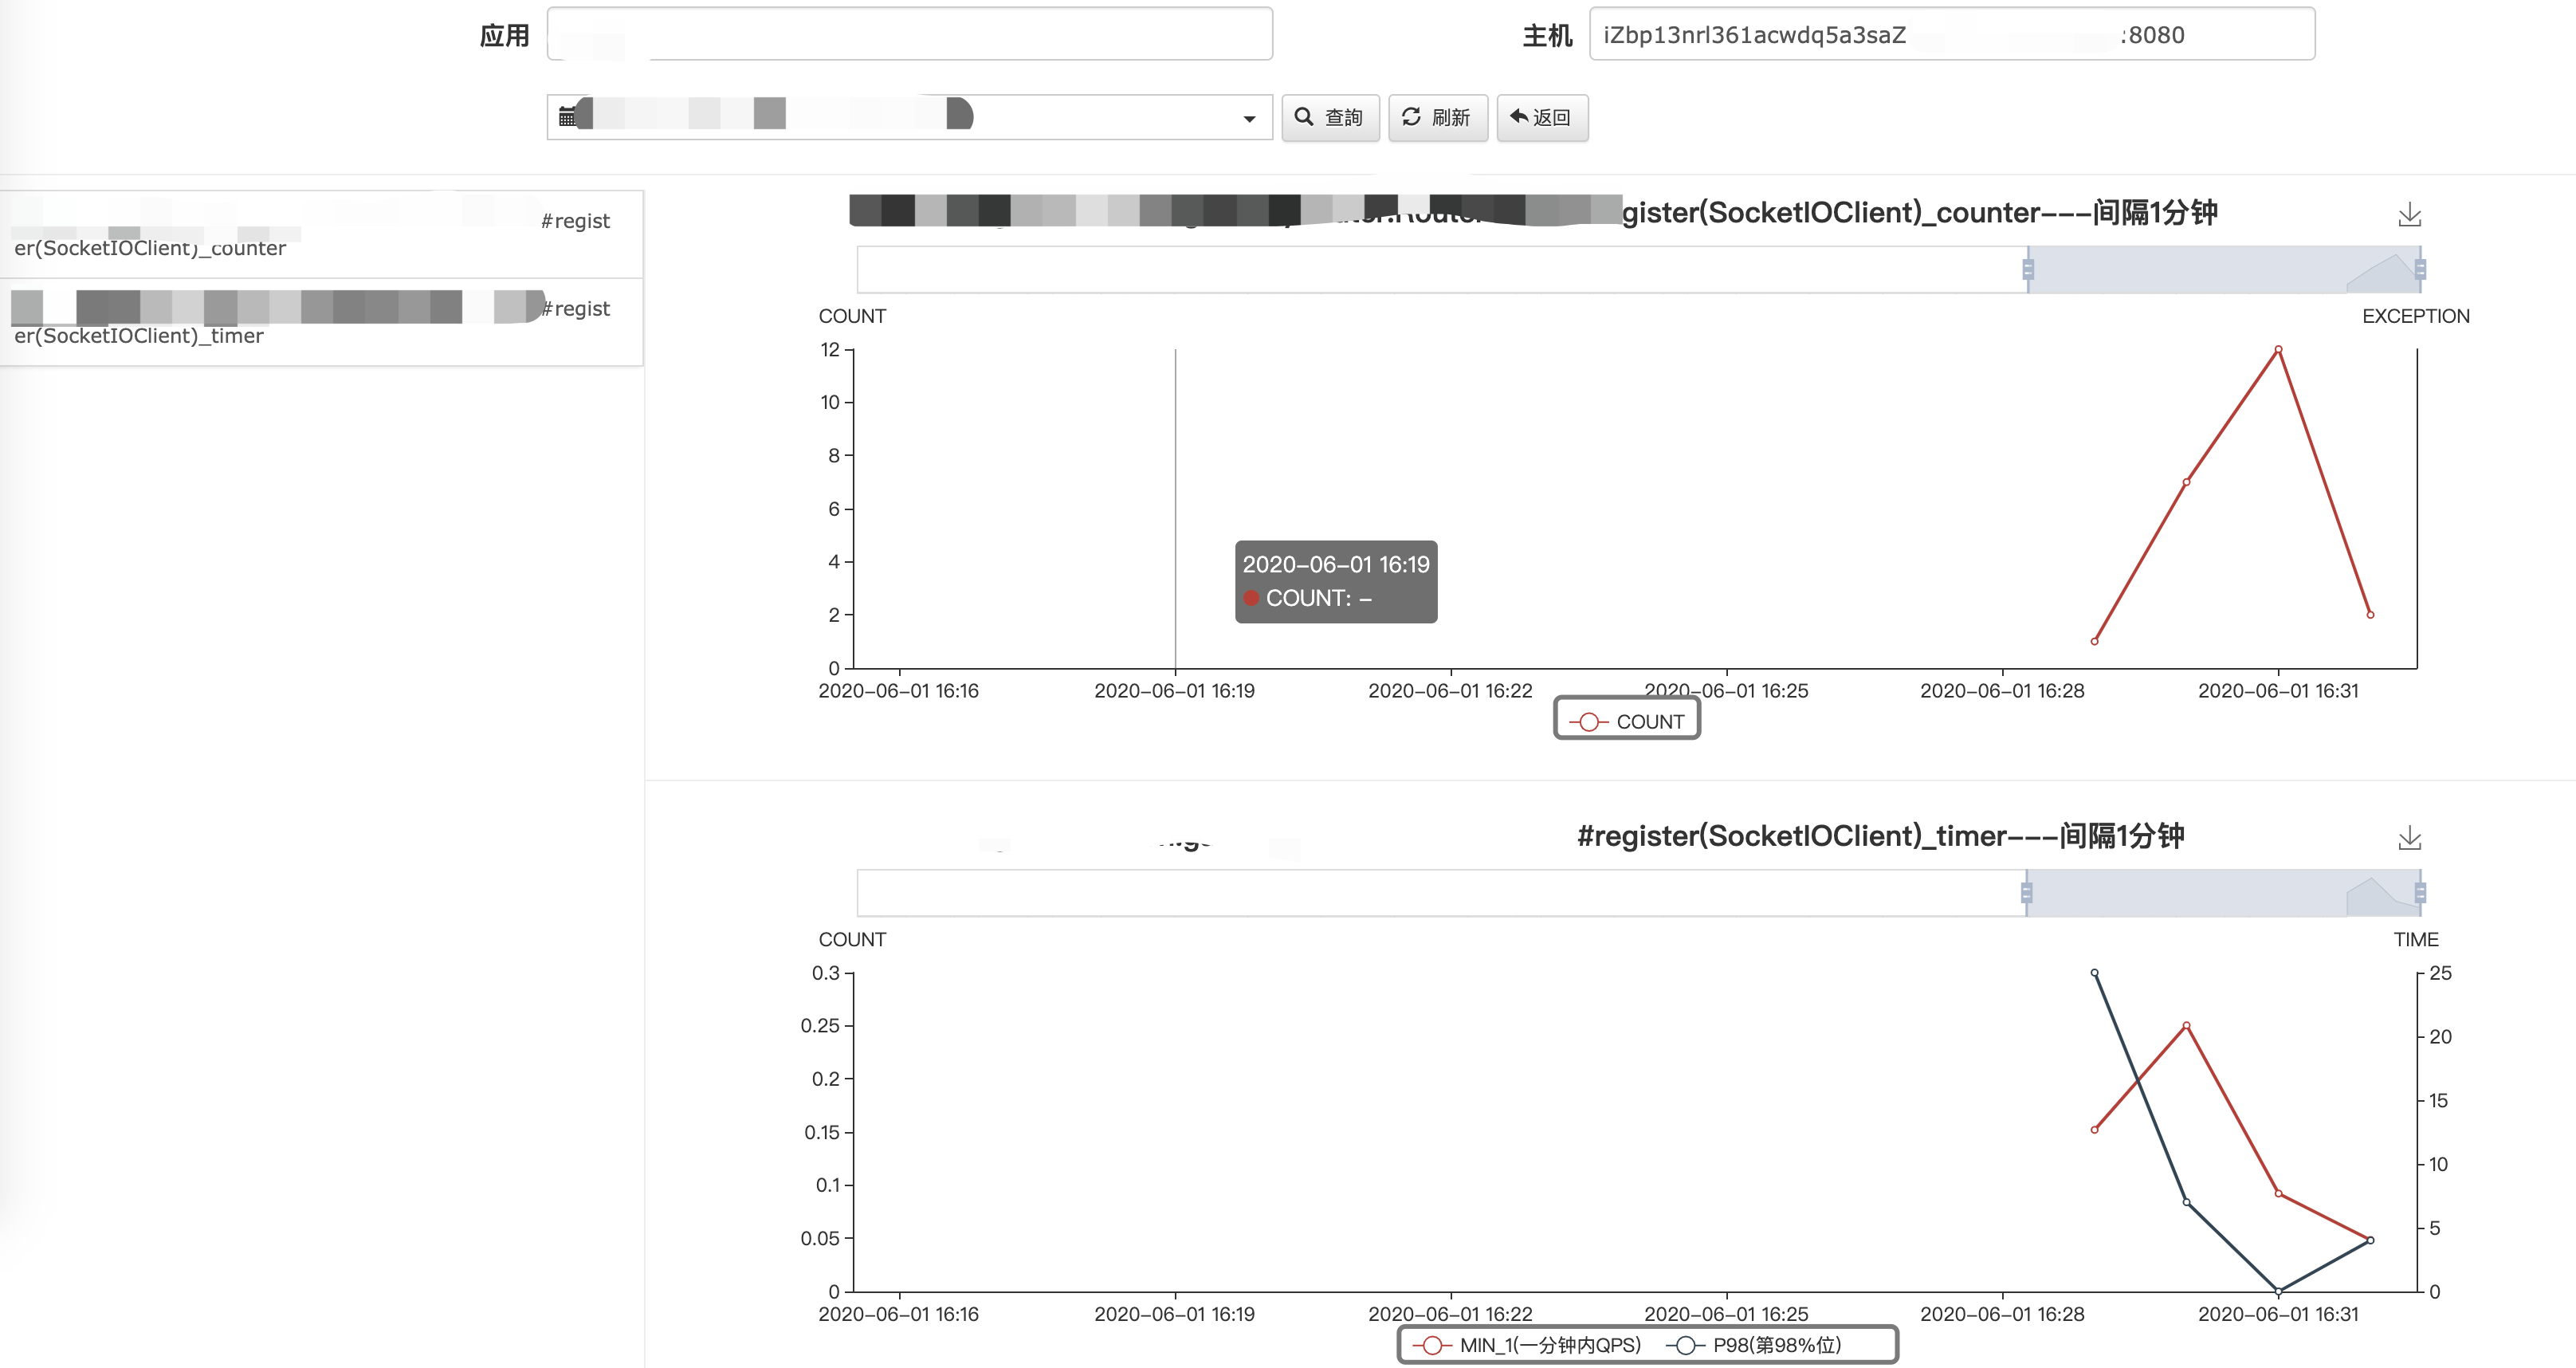 应用
主机
iZbp13nrl361acwdq5a3saZ
:8080
查詢
刷新
返回
#regist
er(SocketIOClient)_counter
#regist
er(SocketIOClient)_timer
gister(SocketIOClient)_counter---间隔1分钟
COUNT
EXCEPTION
12
10
8
6
4
2
0
2020-06-01 16:19
COUNT: -
2020-06-01 16:16
2020-06-01 16:19
2020-06-01 16:22
2020-06-01 16:25
2020-06-01 16:28
2020-06-01 16:31
COUNT
#register(SocketIOClient)_timer---间隔1分钟
COUNT
TIME
0.3
0.25
0.2
0.15
0.1
0.05
0
25
20
15
10
5
0
2020-06-01 16:16
2020-06-01 16:19
2020-06-01 16:22
2020-06-01 16:25
2020-06-01 16:28
2020-06-01 16:31
MIN_1(一分钟内QPS)
P98(第98%位)